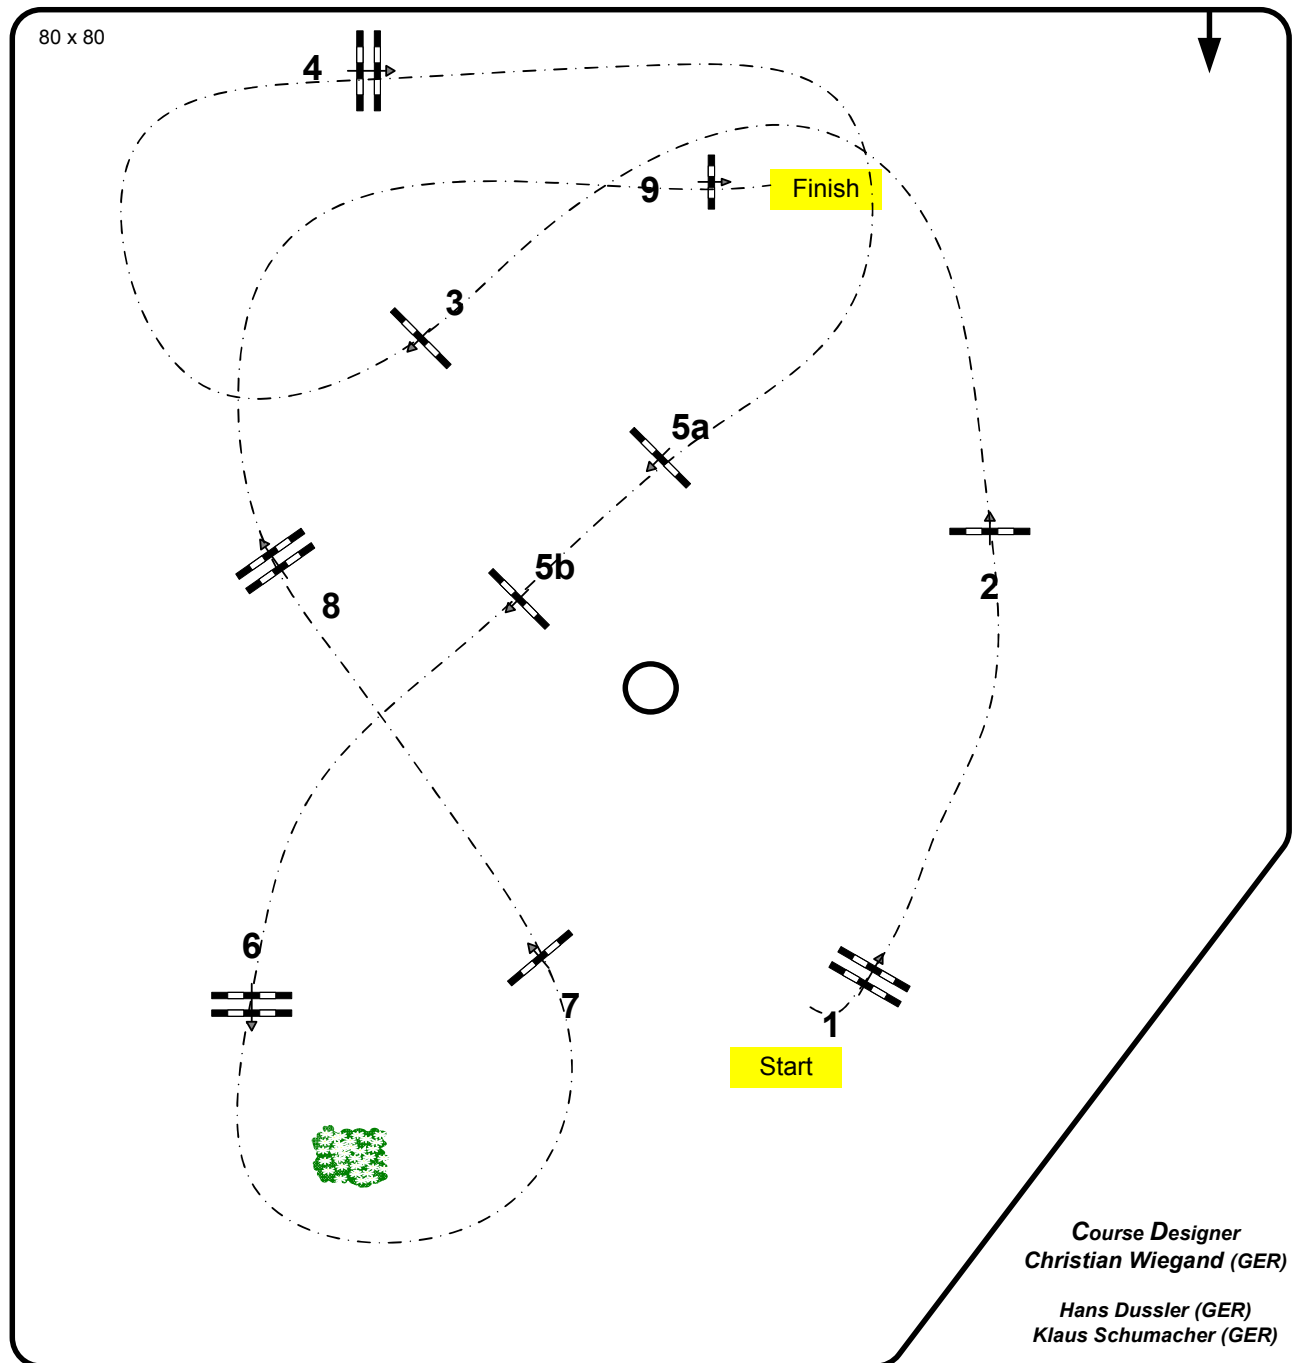 80 x 80
4
9
Finish
3
5a
5b
2
8
6
7
1
Start
Course Designer
Christian Wiegand (GER)
Hans Dussler (GER)
Klaus Schumacher (GER)